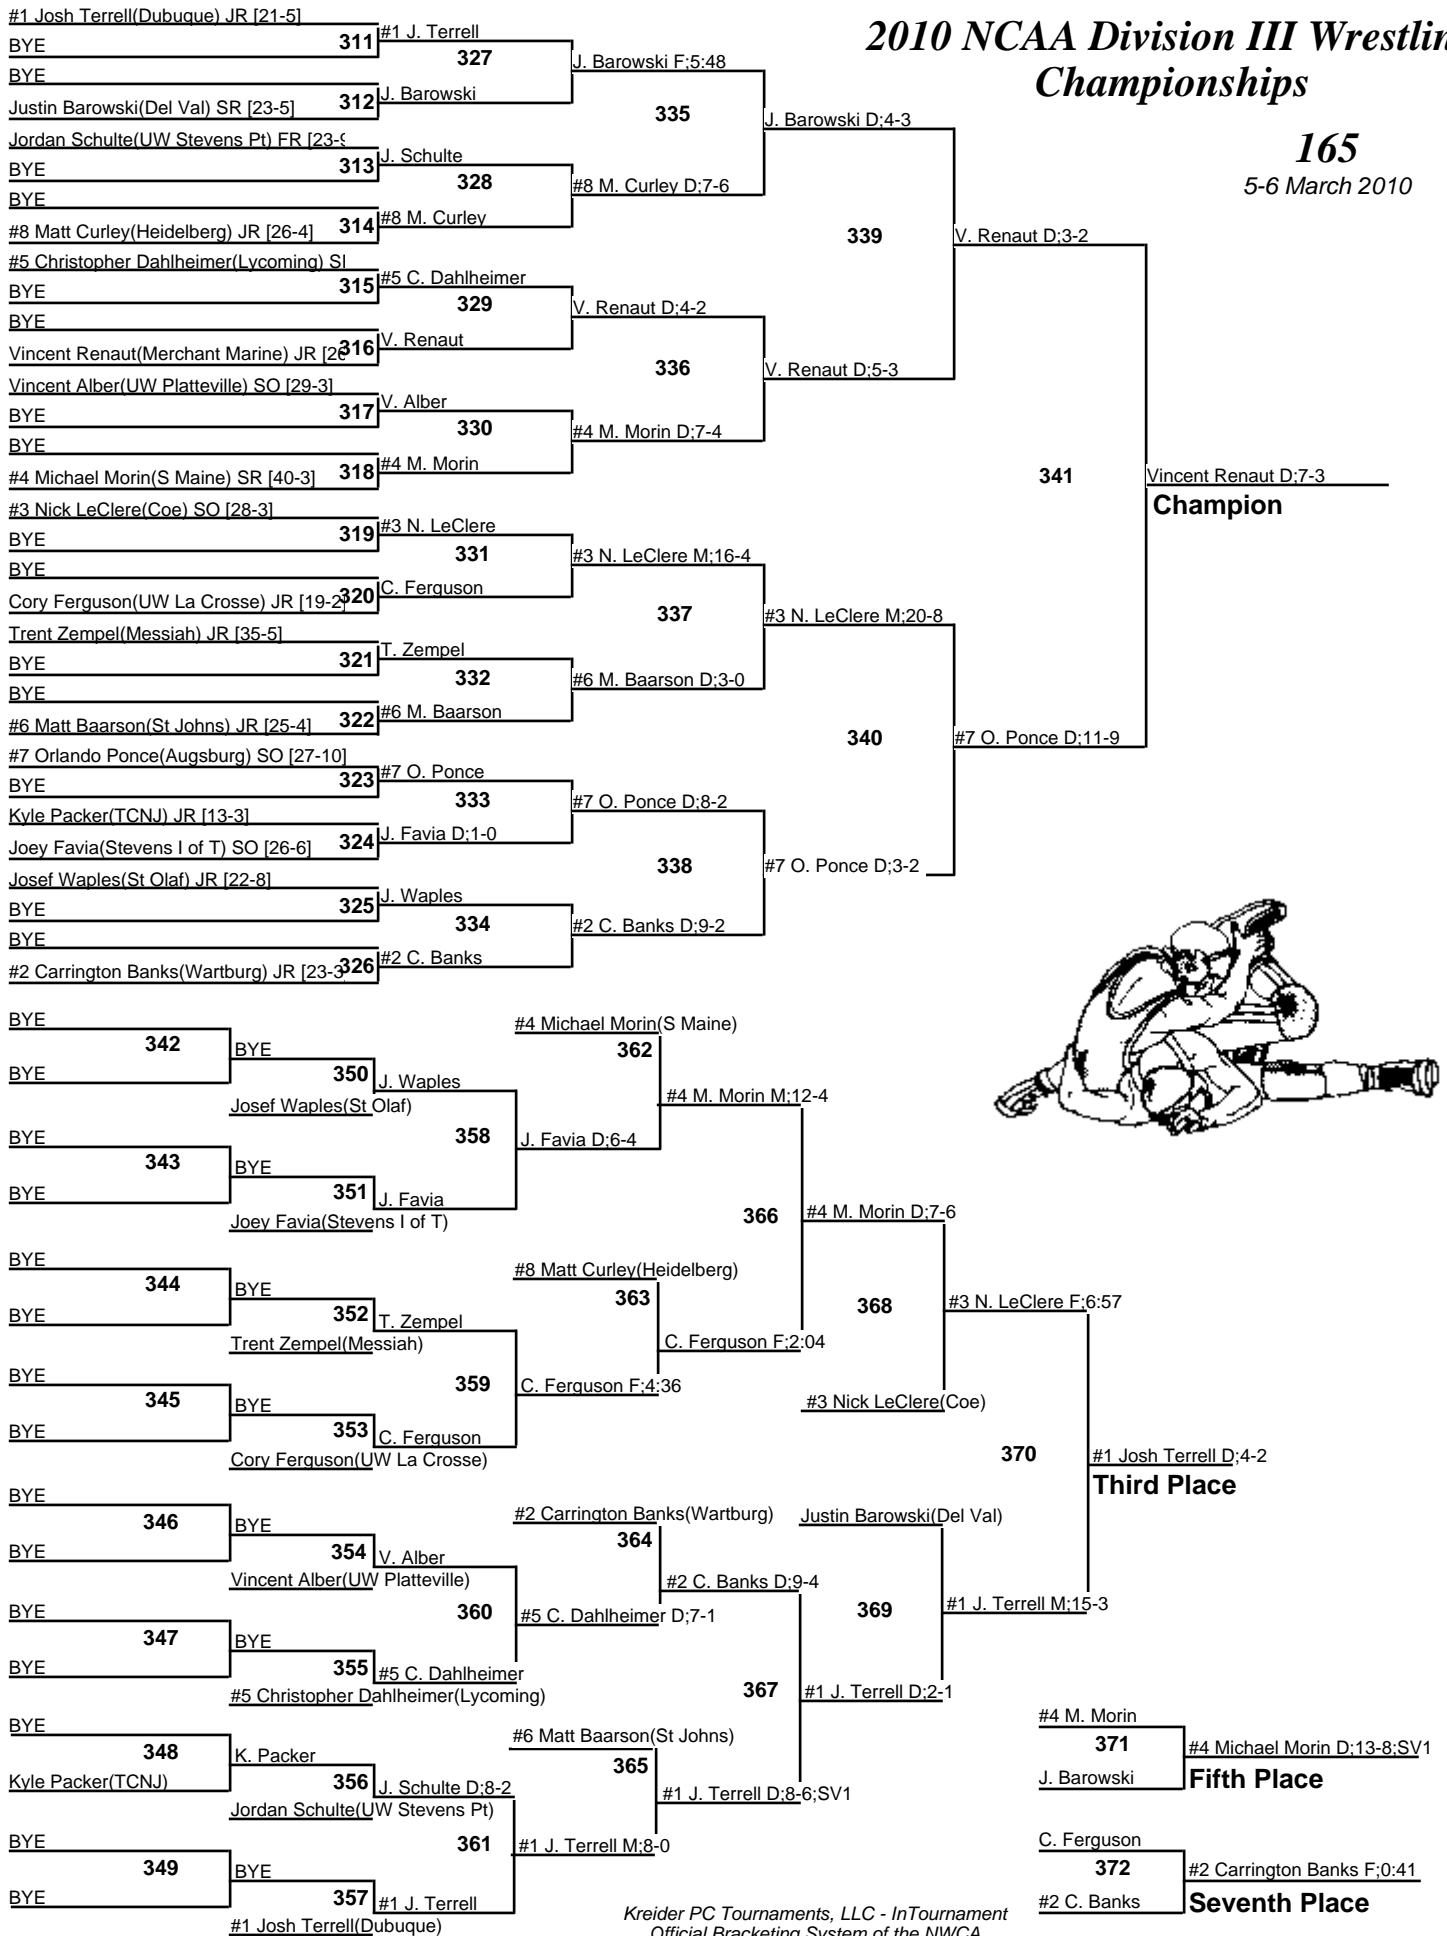 2010 NCAA Division III Wrestlin
Championships
165
5-6 March 2010
#1 Josh Terrell(Dubuque) JR [21-5]
BYE
311
BYE
Justin Barowski(Del Val) SR [23-5]
312
Jordan Schulte(UW Stevens Pt) FR [23-9
BYE
313
BYE
#8 Matt Curley(Heidelberg) JR [26-4]
314
#5 Christopher Dahlheimer(Lycoming) S
BYE
315
BYE
Vincent Renaut(Merchant Marine) JR [26
316
Vincent Alber(UW Platteville) SO [29-3]
BYE
317
BYE
#4 Michael Morin(S Maine) SR [40-3]
318
#3 Nick LeClere(Coe) SO [28-3]
BYE
319
BYE
Cory Ferguson(UW La Crosse) JR [19-2]
320
Trent Zempel(Messiah) JR [35-5]
BYE
321
BYE
#6 Matt Baarson(St Johns) JR [25-4]
322
#7 Orlando Ponce(Augsburg) SO [27-10]
BYE
323
Kyle Packer(TCNJ) JR [13-3]
Joey Favia(Stevens I of T) SO [26-6]
324
Josef Waples(St Olaf) JR [22-8]
BYE
325
BYE
#2 Carrington Banks(Wartburg) JR [23-3
326
#1 J. Terrell
327
J. Barowski
J. Schulte
328
#8 M. Curley
#5 C. Dahlheimer
329
V. Renaut
V. Alber
330
#4 M. Morin
#3 N. LeClere
331
C. Ferguson
T. Zempel
332
#6 M. Baarson
#7 O. Ponce
333
J. Favia D;1-0
J. Waples
334
#2 C. Banks
J. Barowski F;5:48
335
#8 M. Curley D;7-6
V. Renaut D;4-2
336
#4 M. Morin D;7-4
#3 N. LeClere M;16-4
337
#6 M. Baarson D;3-0
#7 O. Ponce D;8-2
338
#2 C. Banks D;9-2
J. Barowski D;4-3
339
V. Renaut D;5-3
#3 N. LeClere M;20-8
340
#7 O. Ponce D;3-2
V. Renaut D;3-2
341
#7 O. Ponce D;11-9
Vincent Renaut D;7-3
Champion
BYE
342
BYE
BYE
343
BYE
BYE
344
BYE
BYE
345
BYE
BYE
346
BYE
BYE
347
BYE
BYE
348
Kyle Packer(TCNJ)
BYE
349
BYE
BYE
350
Josef Waples(St Olaf)
BYE
351
Joey Favia(Stevens I of T)
BYE
352
Trent Zempel(Messiah)
BYE
353
Cory Ferguson(UW La Crosse)
BYE
354
Vincent Alber(UW Platteville)
BYE
355
#5 Christopher Dahlheimer(Lycoming)
K. Packer
356
Jordan Schulte(UW Stevens Pt)
BYE
357
#1 Josh Terrell(Dubuque)
J. Waples
358
J. Favia
T. Zempel
359
C. Ferguson
V. Alber
360
#5 C. Dahlheimer
J. Schulte D;8-2
361
#1 J. Terrell
#4 Michael Morin(S Maine)
362
J. Favia D;6-4
#8 Matt Curley(Heidelberg)
363
C. Ferguson F;4:36
#2 Carrington Banks(Wartburg)
364
#5 C. Dahlheimer D;7-1
#6 Matt Baarson(St Johns)
365
#1 J. Terrell M;8-0
#4 M. Morin M;12-4
366
C. Ferguson F;2:04
#2 C. Banks D;9-4
367
#1 J. Terrell D;8-6;SV1
#4 M. Morin D;7-6
368
#3 Nick LeClere(Coe)
Justin Barowski(Del Val)
369
#1 J. Terrell D;2-1
#3 N. LeClere F;6:57
370
#1 J. Terrell M;15-3
#1 Josh Terrell D;4-2
Third Place
#4 M. Morin
371
J. Barowski
#4 Michael Morin D;13-8;SV1
Fifth Place
C. Ferguson
372
#2 C. Banks
#2 Carrington Banks F;0:41
Seventh Place
Kreider PC Tournaments, LLC - InTournament
Official Bracketing System of the NWCA